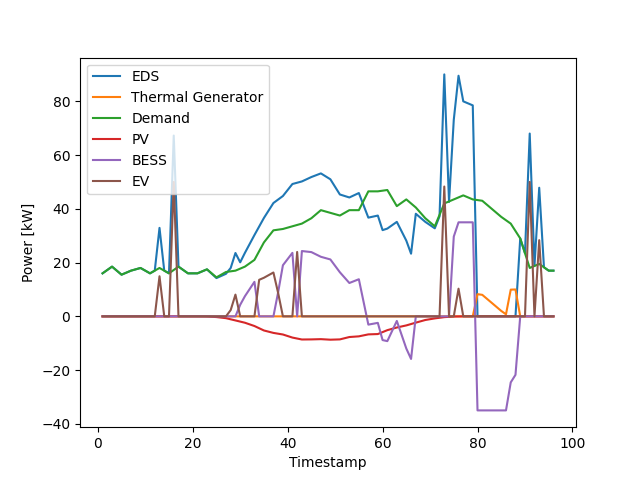 EDS
Thermal Generator
Demand
PV
BESS
EV
Power [kW]
80
60
40
20
0
−20
−40
0 20 40 60 80 100
Timestamp